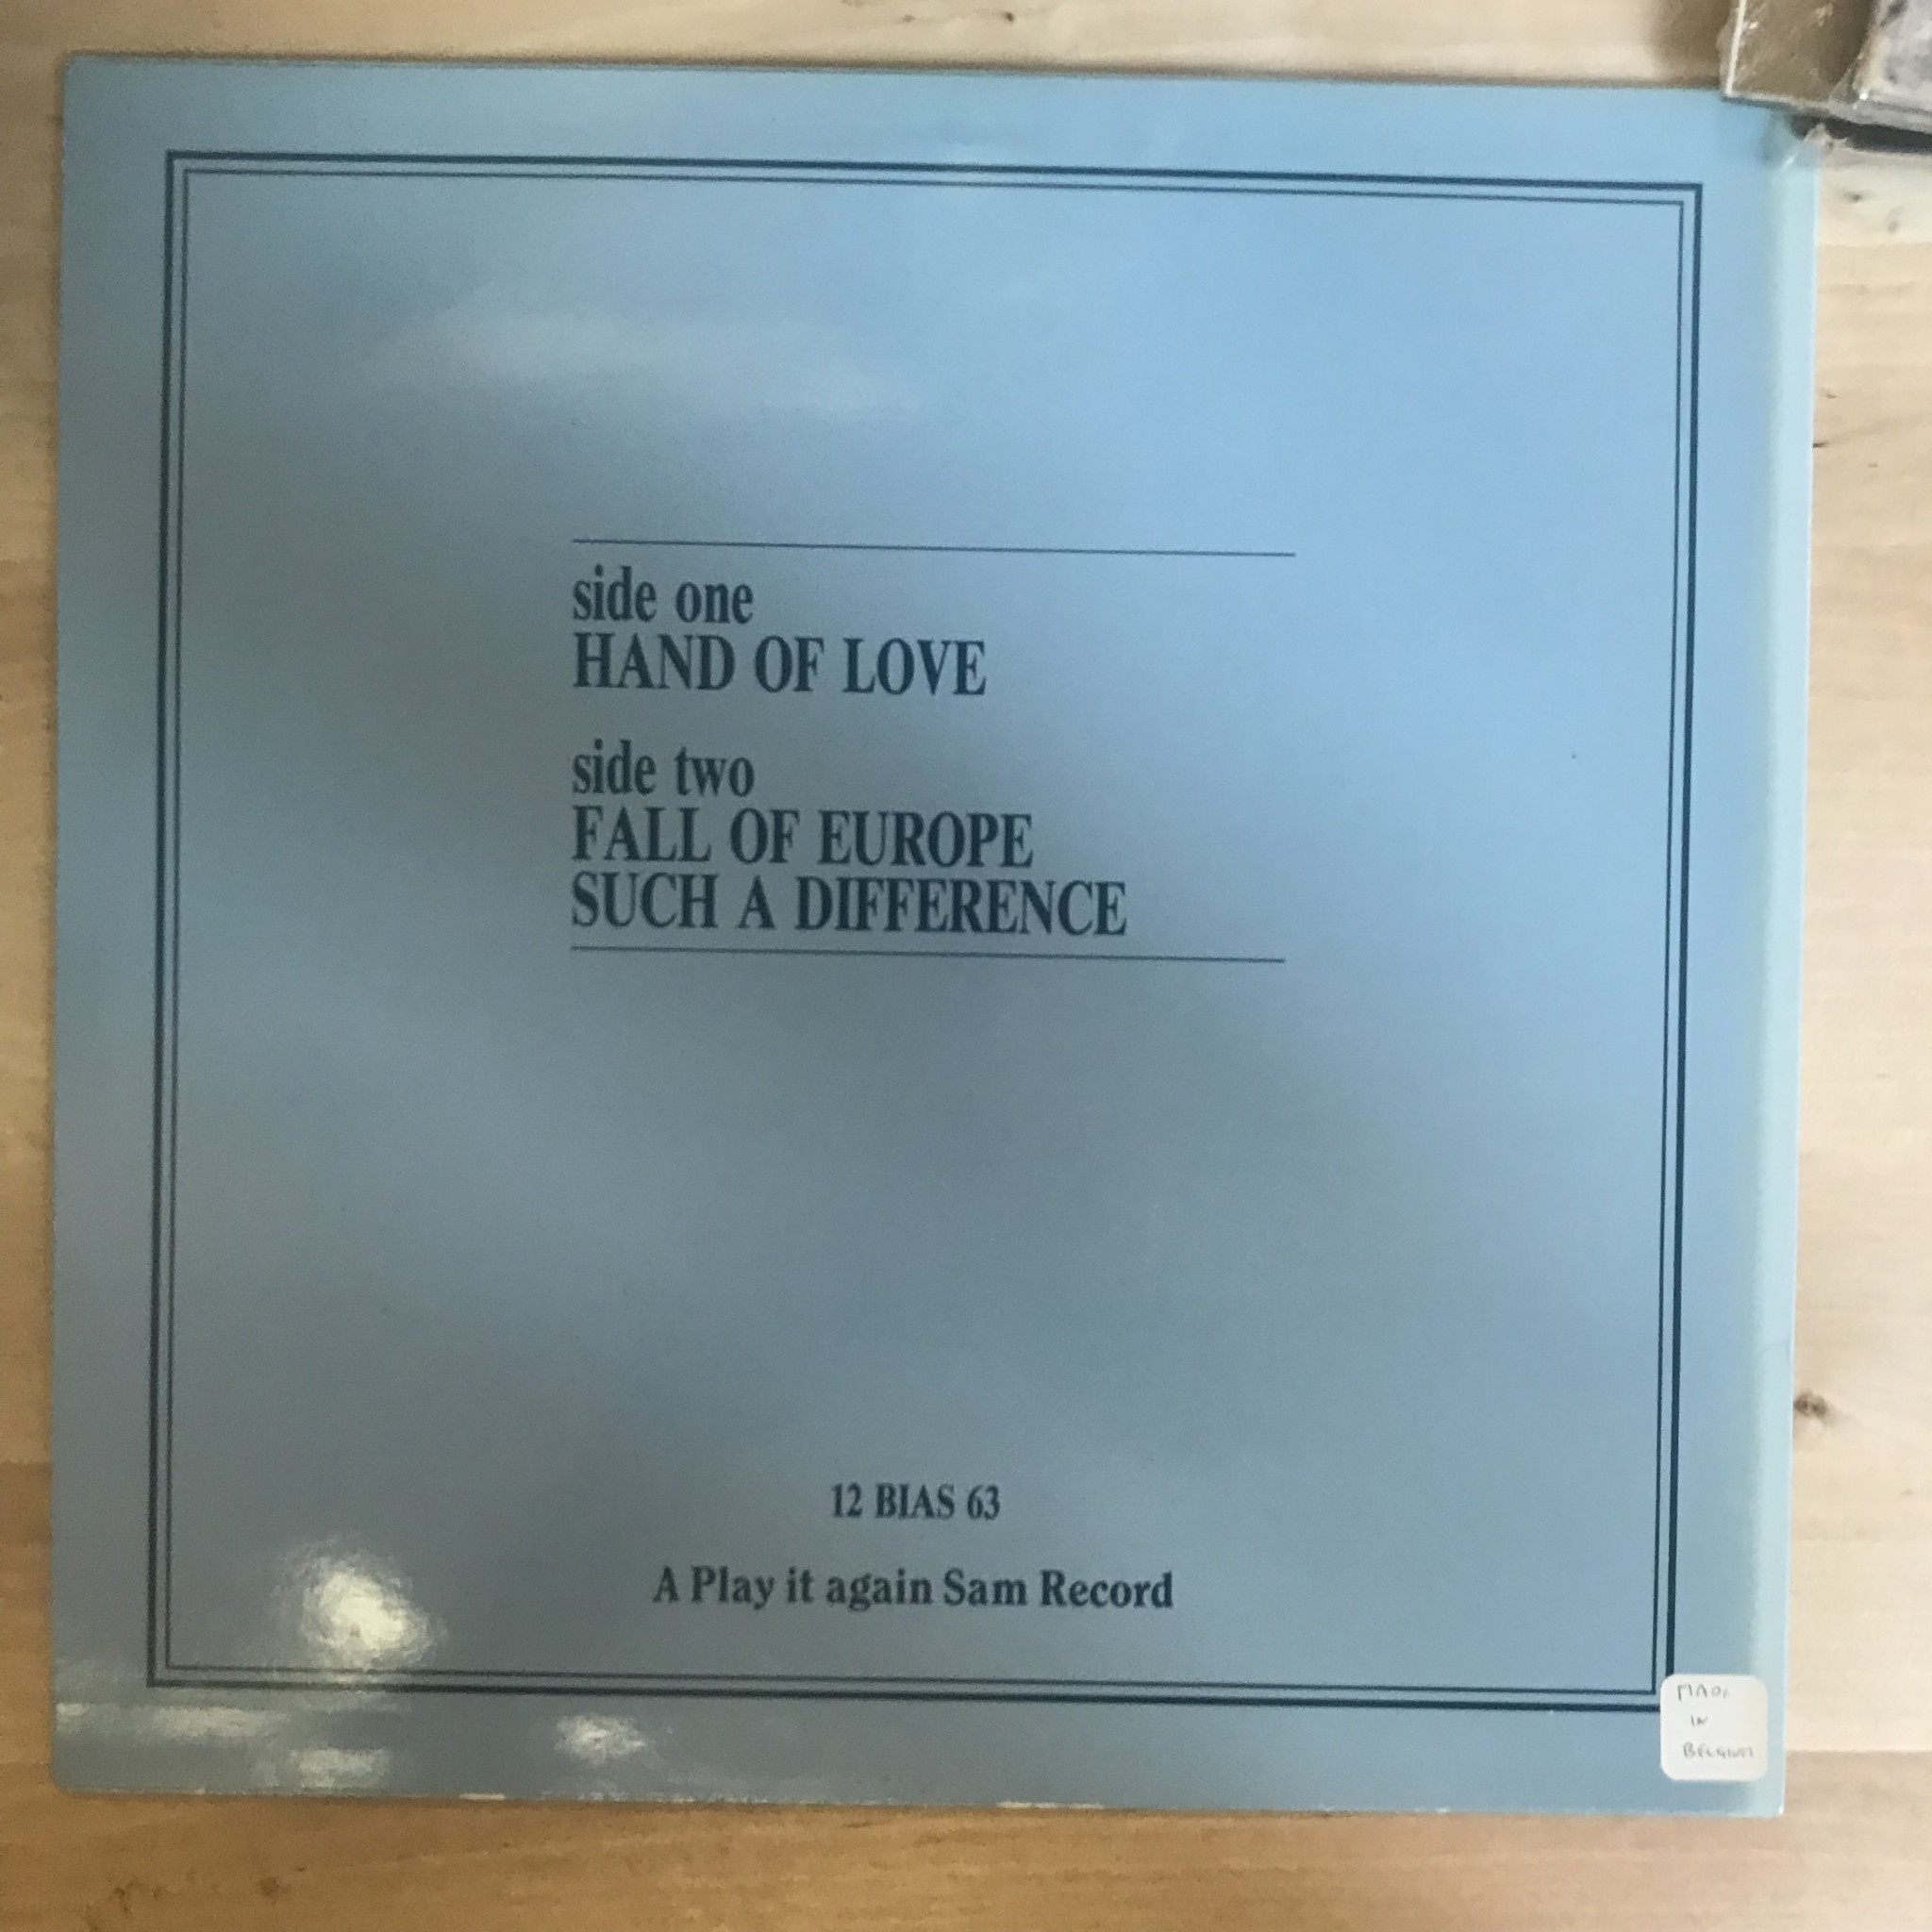 side one
HAND OF LOVE
side two
FALL OF EUROPE
SUCH A DIFFERENCE
12 BIAS 63
A Play it again Sam Record
MADE
IN
BELGIUM